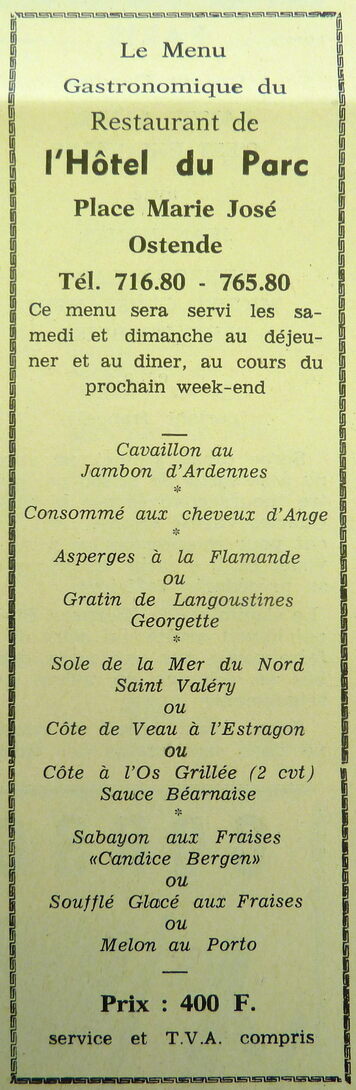 Le Menu
Gastronomique du
Restaurant de
l'Hôtel du Parc
Place Marie José
Ostende
Tél. 716.80 - 765.80
Ce menu sera servi les sa-
medi et dimanche au déjeu-
ner et au diner, au cours du
prochain week-end
Cavaillon au
Jambon d'Ardennes
*
Consommé aux cheveux d'Ange
*
Asperges à la Flamande
ou
Gratin de Langoustines
Georgette
*
Sole de la Mer du Nord
Saint Valéry
ou
Côte de Veau à l'Estragon
ou
Côte à l'Os Grillée (2 cvt)
Sauce Béarnaise
*
Sabayon aux Fraises
«Candice Bergen»
ou
Soufflé Glacé aux Fraises
ou
Melon au Porto
Prix : 400 F.
service et T.V.A. compris